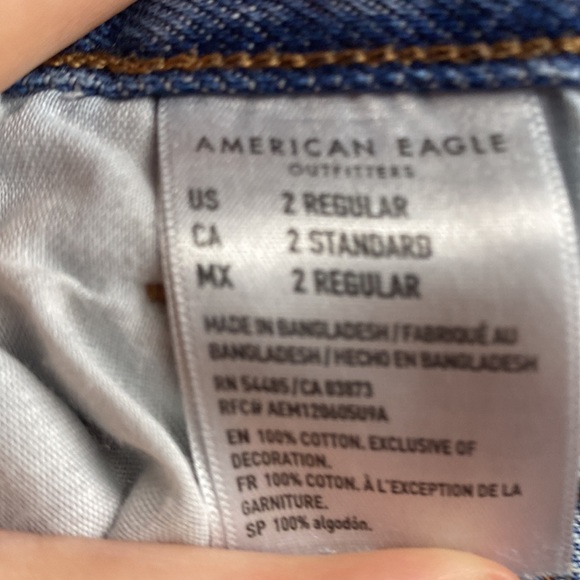 AMERICAN EAGLE
OUTFITTERS
US 2 REGULAR
CA 2 STANDARD
MX 2 REGULAR
MADE IN BANGLADESH / FABRIQUÉ AU
BANGLADESH / HECHO EN BANGLADESH
RN 54485 / CA 03873
RFC# AEM120605U9A
EN 100% COTTON. EXCLUSIVE OF
DECORATION.
FR 100% COTON. À L'EXCEPTION DE LA
GARNITURE.
SP 100% algodón.